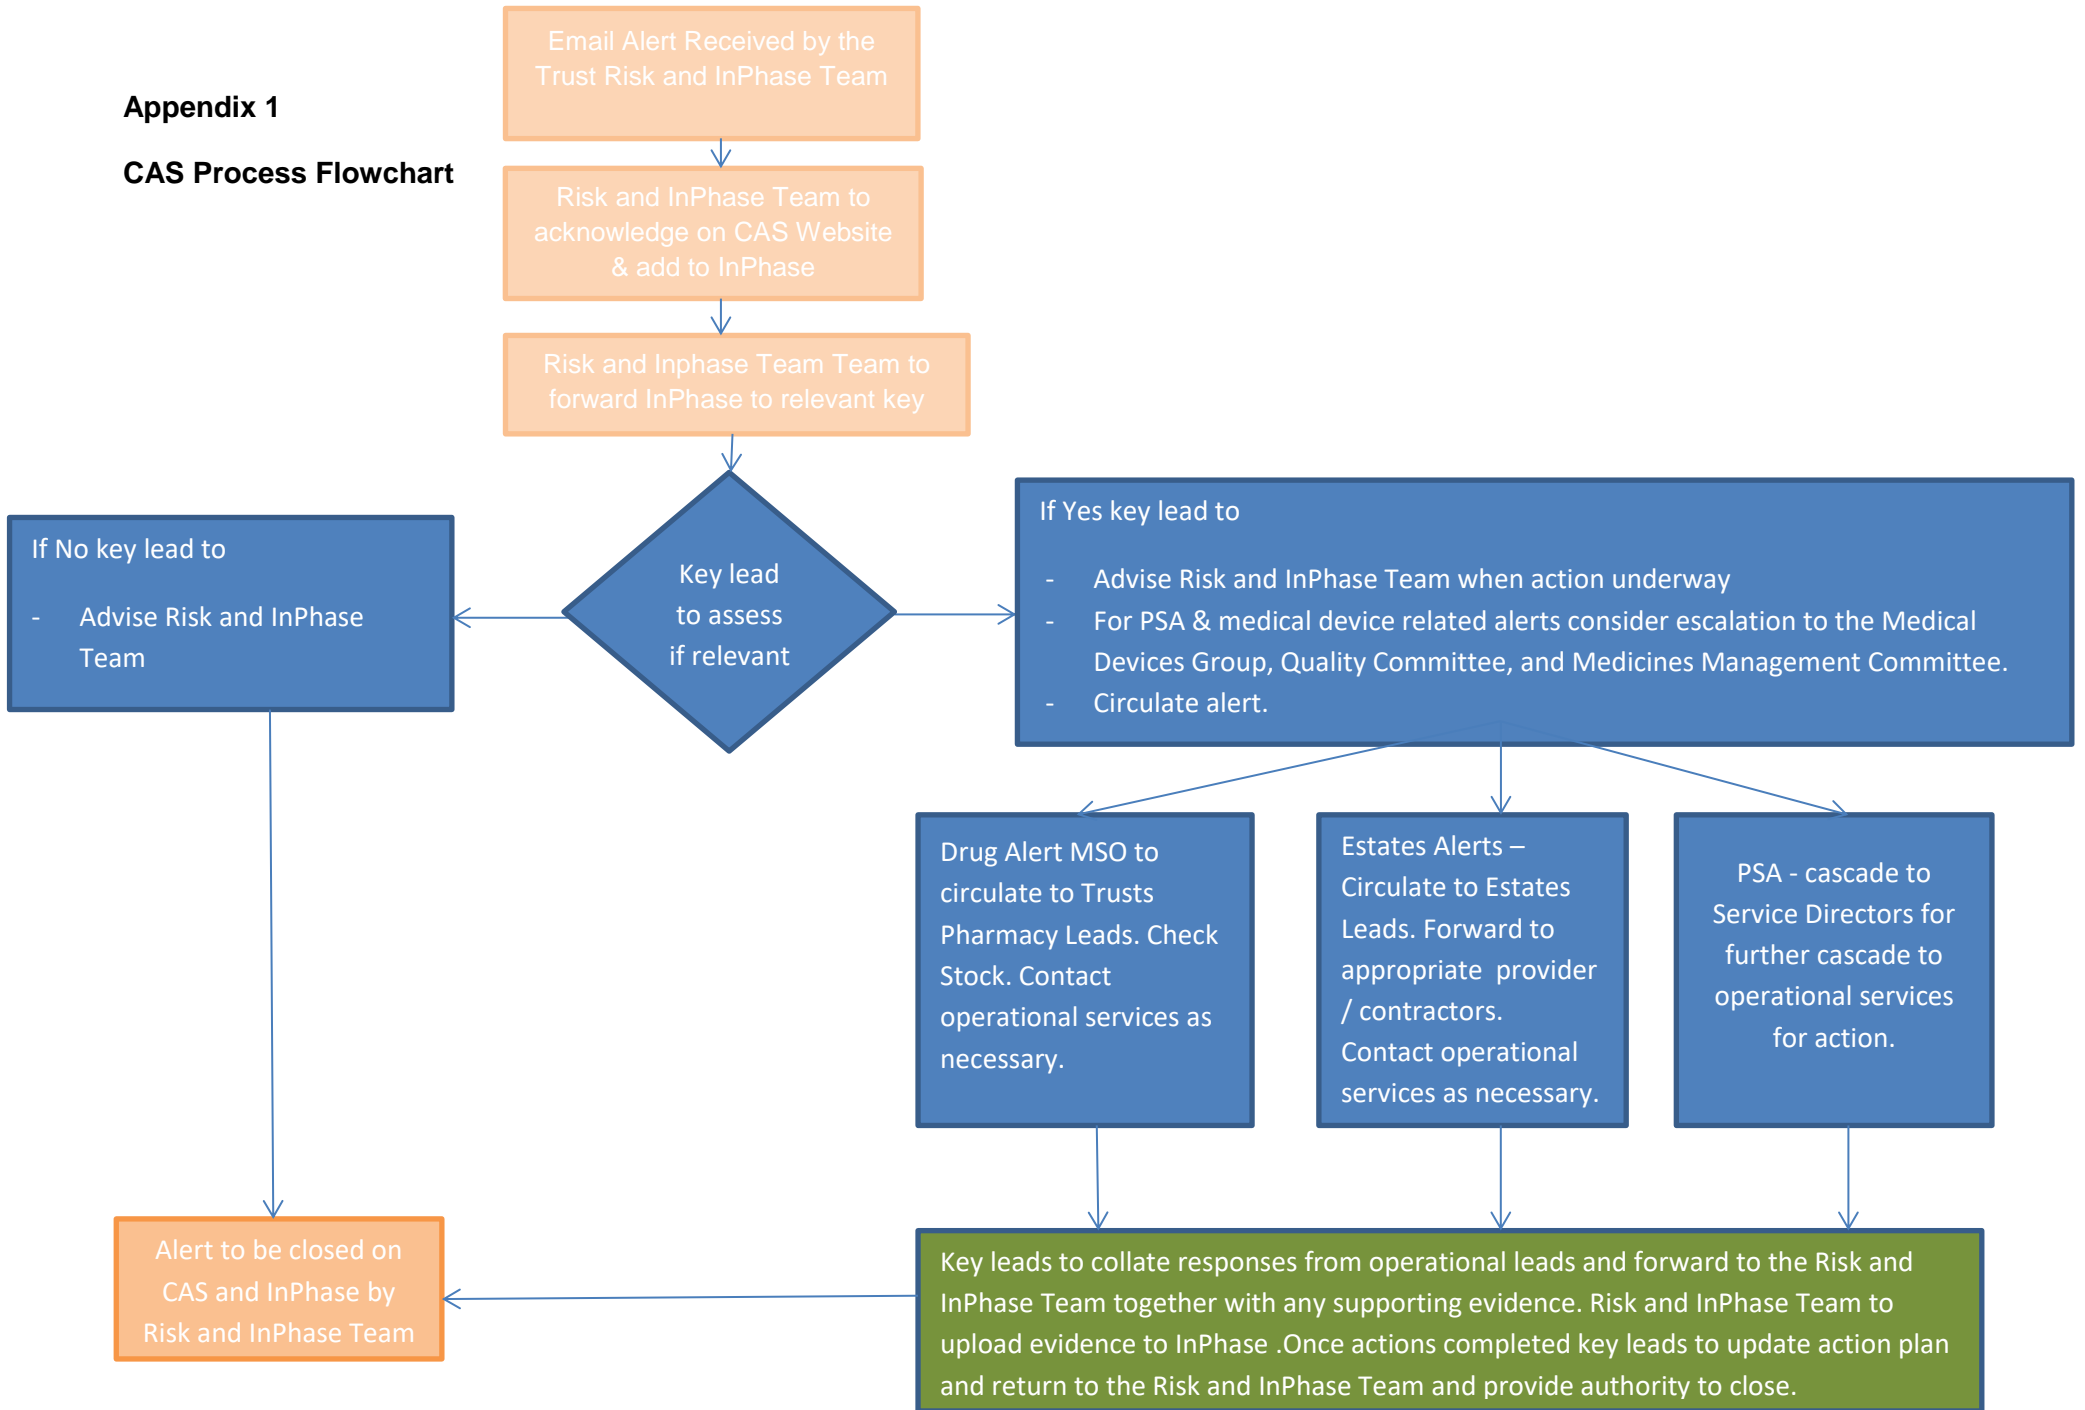 Appendix 1
CAS Process Flowchart
Email Alert Received by the
Trust Risk and InPhase Team
Risk and InPhase Team to
acknowledge on CAS Website
& add to InPhase
Risk and Inphase Team Team to
forward InPhase to relevant key
Key lead
to assess
if relevant
If No key lead to
- Advise Risk and InPhase
Team
If Yes key lead to
- Advise Risk and InPhase Team when action underway
- For PSA & medical device related alerts consider escalation to the Medical
Devices Group, Quality Committee, and Medicines Management Committee.
- Circulate alert.
Drug Alert MSO to
circulate to Trusts
Pharmacy Leads. Check
Stock. Contact
operational services as
necessary.
Estates Alerts –
Circulate to Estates
Leads. Forward to
appropriate  provider
/ contractors.
Contact operational
services as necessary.
PSA - cascade to
Service Directors for
further cascade to
operational services
for action.
Alert to be closed on
CAS and InPhase by
Risk and InPhase Team
Key leads to collate responses from operational leads and forward to the Risk and
InPhase Team together with any supporting evidence. Risk and InPhase Team to
upload evidence to InPhase .Once actions completed key leads to update action plan
and return to the Risk and InPhase Team and provide authority to close.